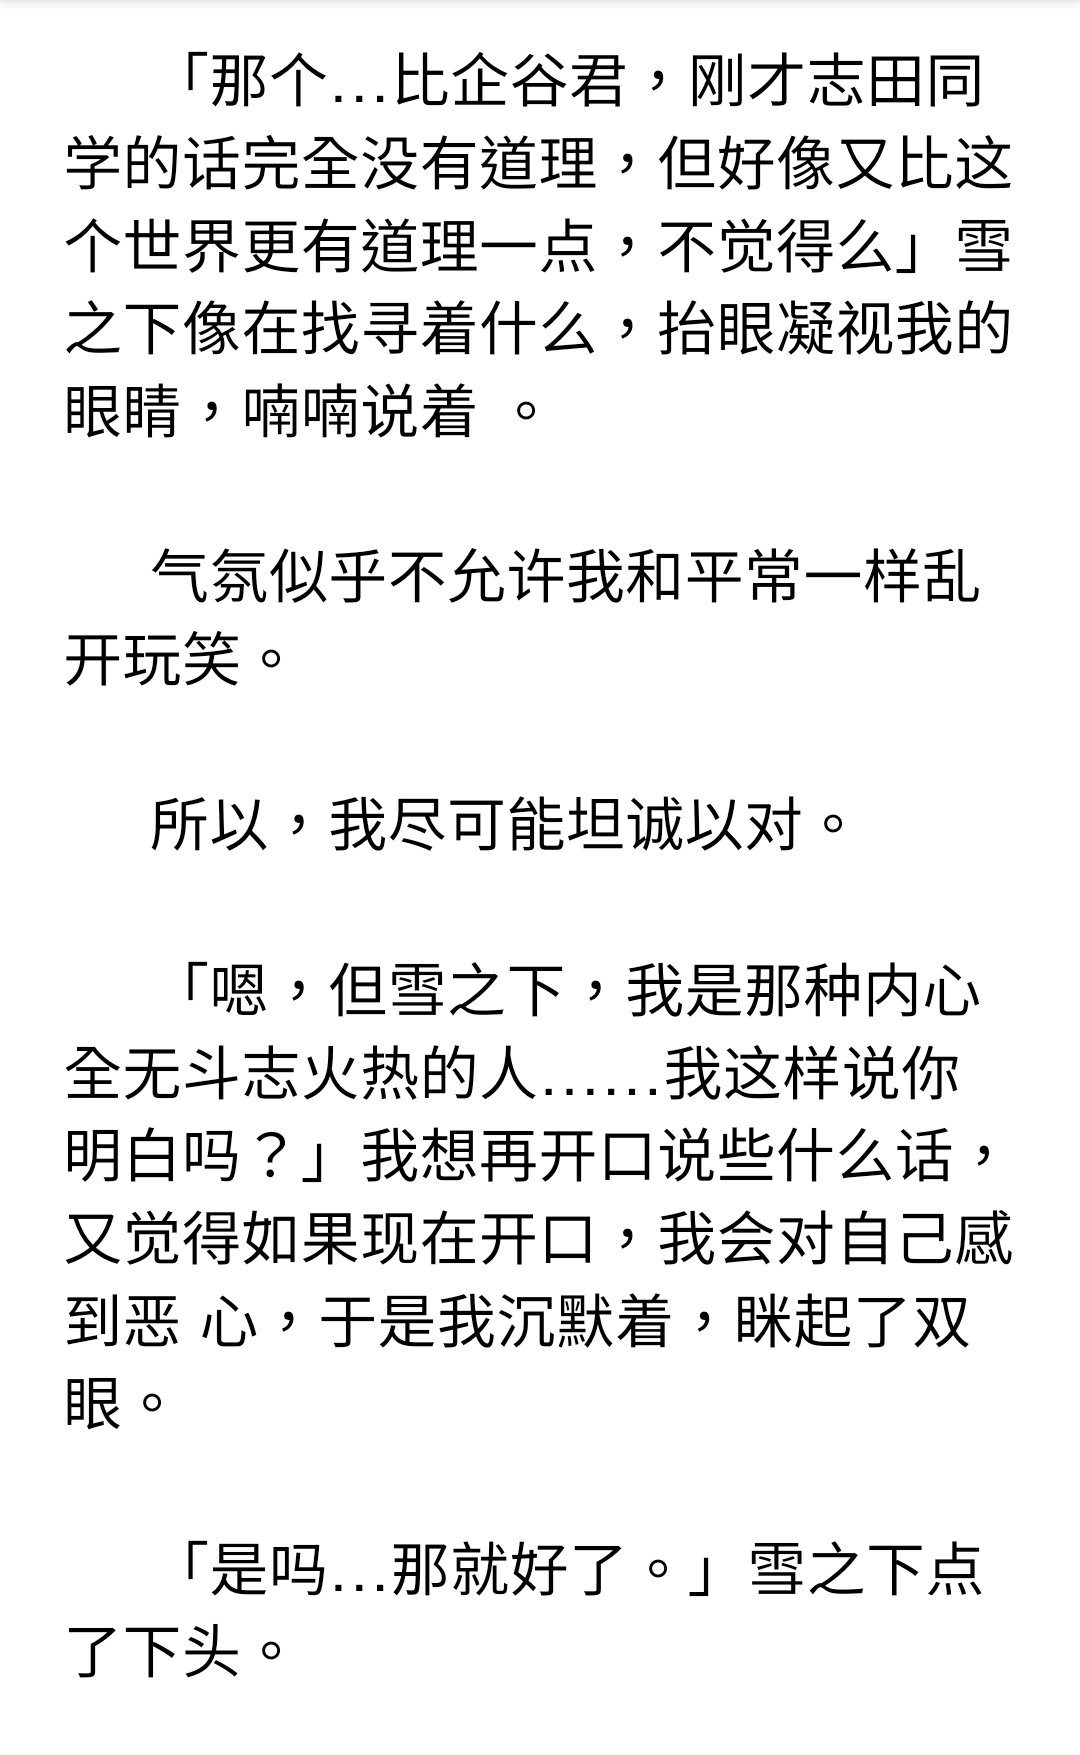 「那个...比企谷君，刚才志田同
学的话完全没有道理，但好像又比这
个世界更有道理一点，不觉得么」雪
之下像在找寻着什么，抬眼凝视我的
眼睛，喃喃说着 。
气氛似乎不允许我和平常一样乱
开玩笑。
所以，我尽可能坦诚以对。
「嗯，但雪之下，我是那种内心
全无斗志火热的人......我这样说你
明白吗？」我想再开口说些什么话，
又觉得如果现在开口，我会对自己感
到恶 心，于是我沉默着，眯起了双
眼。
「是吗...那就好了。」雪之下点
了下头。